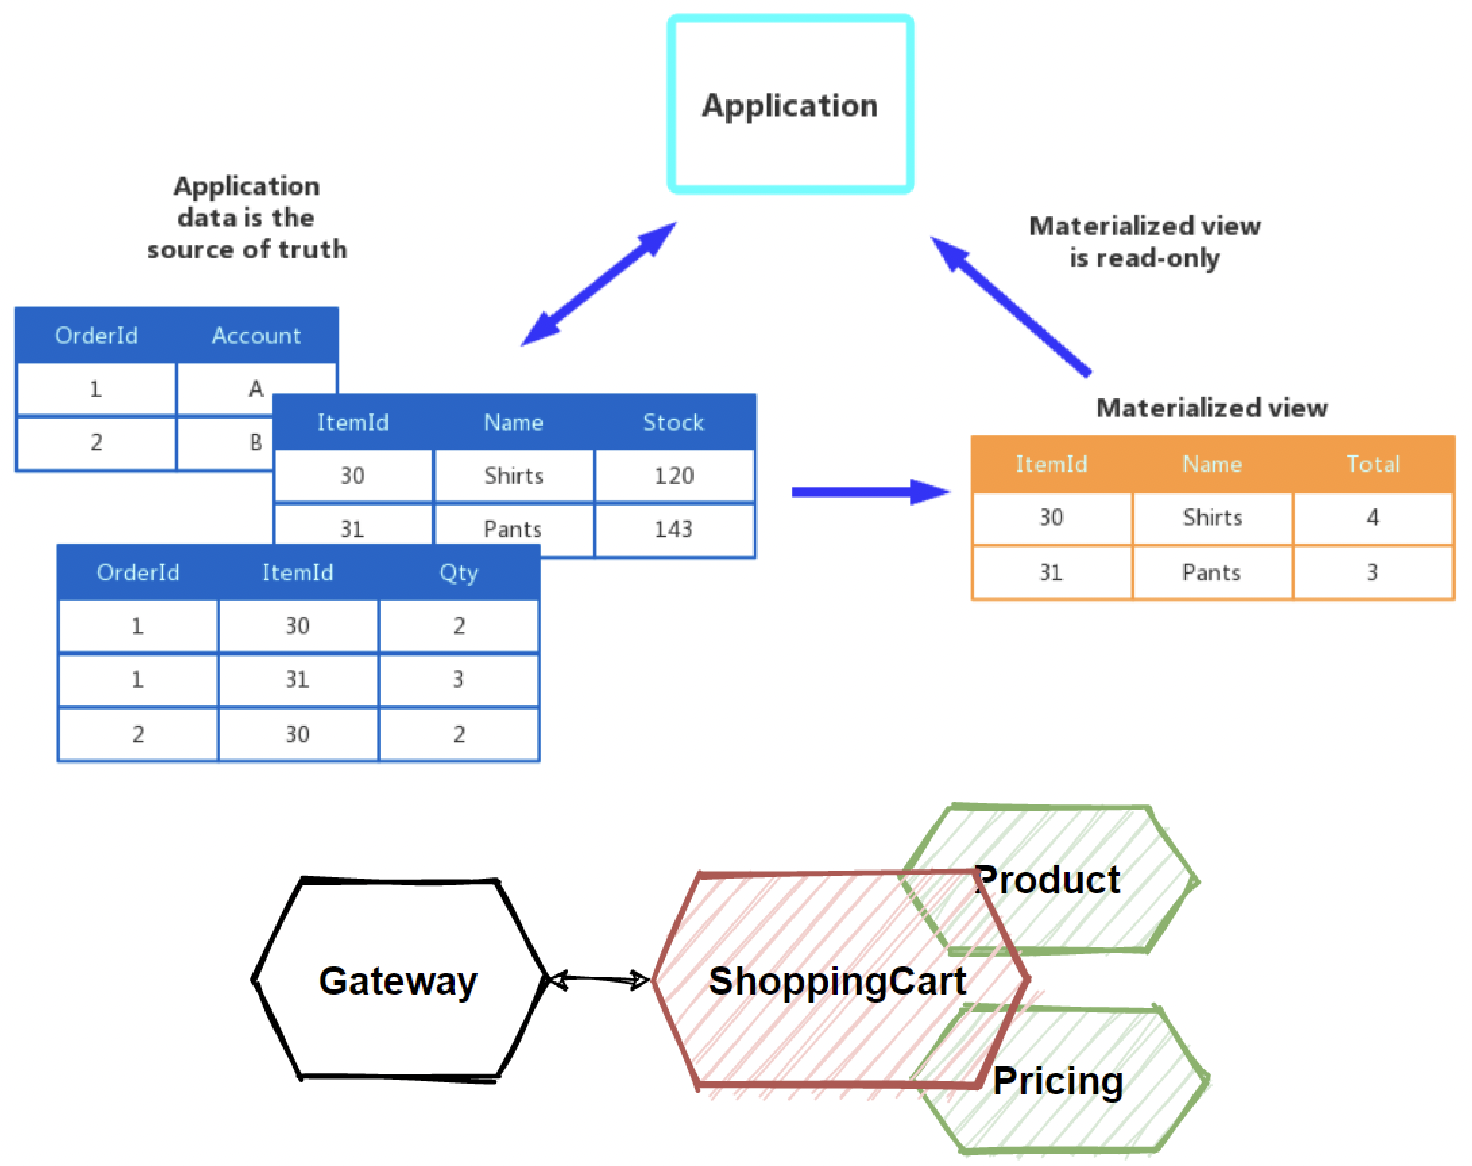 Application
Application
data is the
source of truth
Materialized view
is read-only
OrderId Account
1 A
2 B
ItemId Name Stock
30 Shirts 120
31 Pants 143
OrderId ItemId Qty
1 30 2
1 31 3
2 30 2
Materialized view
ItemId Name Total
30 Shirts 4
31 Pants 3
Gateway
ShoppingCart
Product
Pricing